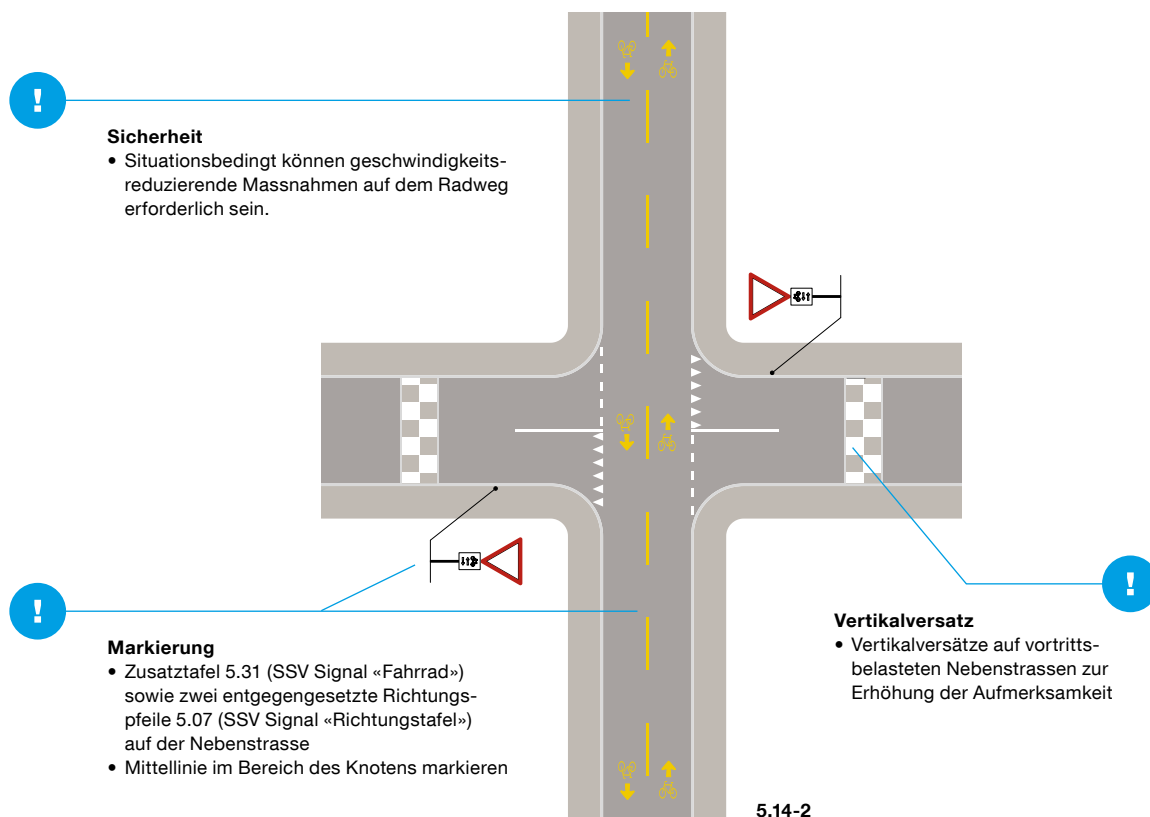 !
Sicherheit
• Situationsbedingt können geschwindigkeits-
reduzierende Massnahmen auf dem Radweg
erforderlich sein.
!
Markierung
• Zusatztafel 5.31 (SSV Signal «Fahrrad»)
sowie zwei entgegengesetzte Richtungs-
pfeile 5.07 (SSV Signal «Richtungstafel»)
auf der Nebenstrasse
• Mittellinie im Bereich des Knotens markieren
!
Vertikalversatz
• Vertikalversätze auf vortritts-
belasteten Nebenstrassen zur
Erhöhung der Aufmerksamkeit
5.14-2